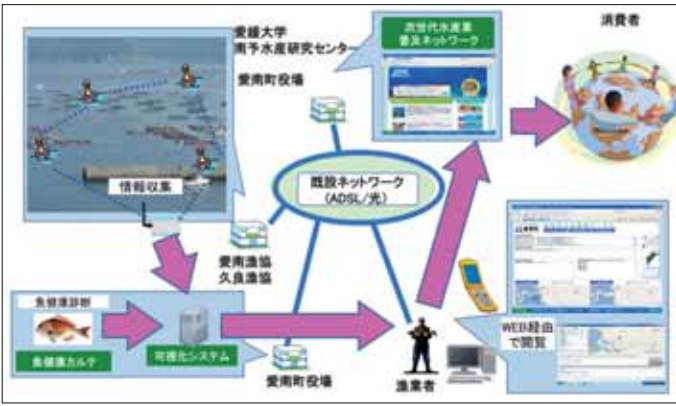 愛媛大学
南予水産研究センター
愛南町役場
次世代水産業
普及ネットワーク
消費者
情報収集
既設ネットワーク
(ADSL/光)
愛南漁協
久良漁協
魚健康診断
魚健康カルテ
可視化システム
愛南町役場
漁業者
WEB経由
で閲覧